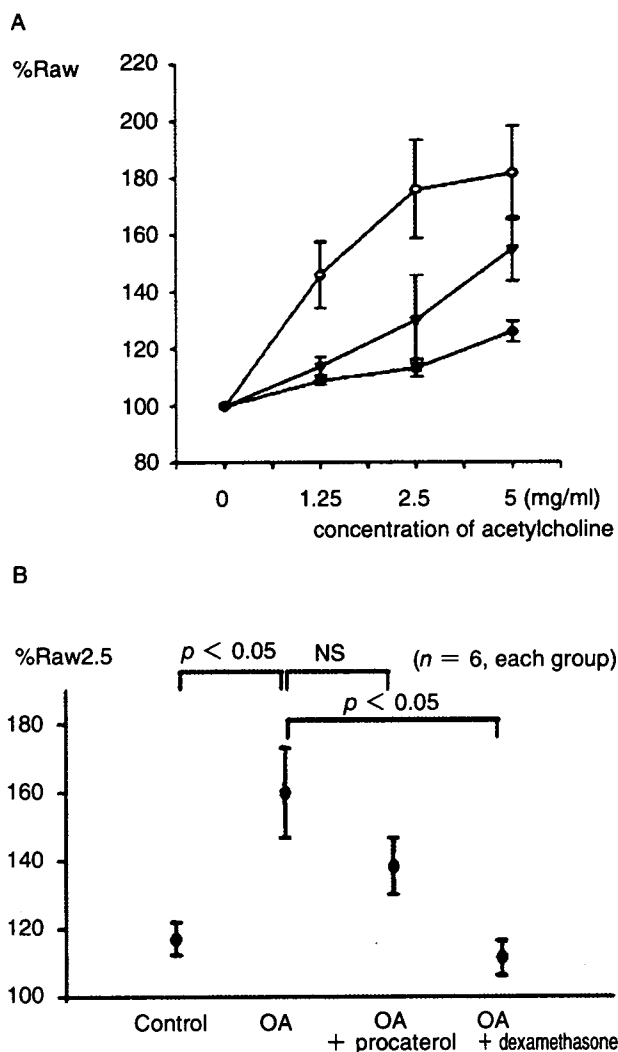 A
%Raw
220
200
180
160
140
120
100
80
0 1.25 2.5 5 (mg/ml)
concentration of acetylcholine
B
%Raw2.5
p < 0.05 NS (n = 6, each group)
p < 0.05
180
160
140
120
100
Control OA OA OA
+ procaterol + dexamethasone